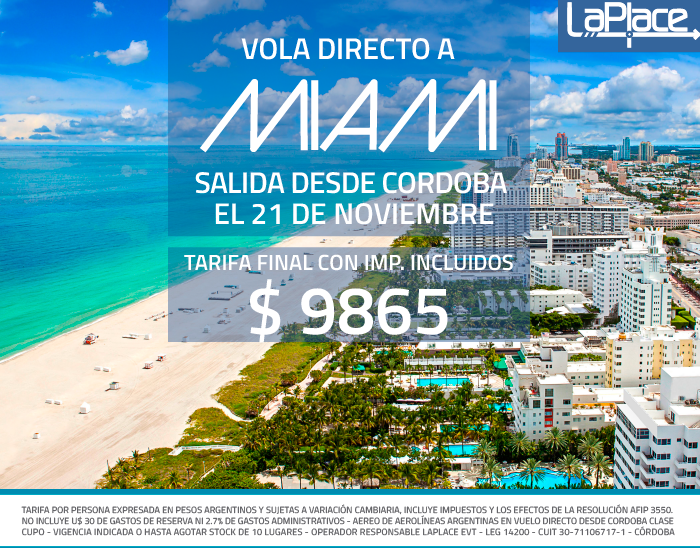 LaPlace
VOLA DIRECTO A
MIAMI
SALIDA DESDE CORDOBA
EL 21 DE NOVIEMBRE
TARIFA FINAL CON IMP. INCLUIDOS
$ 9865
TARIFA POR PERSONA EXPRESADA EN PESOS ARGENTINOS Y SUJETAS A VARIACIÓN CAMBIARIA, INCLUYE IMPUESTOS Y LOS EFECTOS DE LA RESOLUCIÓN AFIP 3550.
NO INCLUYE U$ 30 DE GASTOS DE RESERVA NI 2.7% DE GASTOS ADMINISTRATIVOS - AEREO DE AEROLÍNEAS ARGENTINAS EN VUELO DIRECTO DESDE CORDOBA CLASE
CUPO - VIGENCIA INDICADA O HASTA AGOTAR STOCK DE 10 LUGARES - OPERADOR RESPONSABLE LAPLACE EVT - LEG 14200 - CUIT 30-71106717-1 - CÓRDOBA